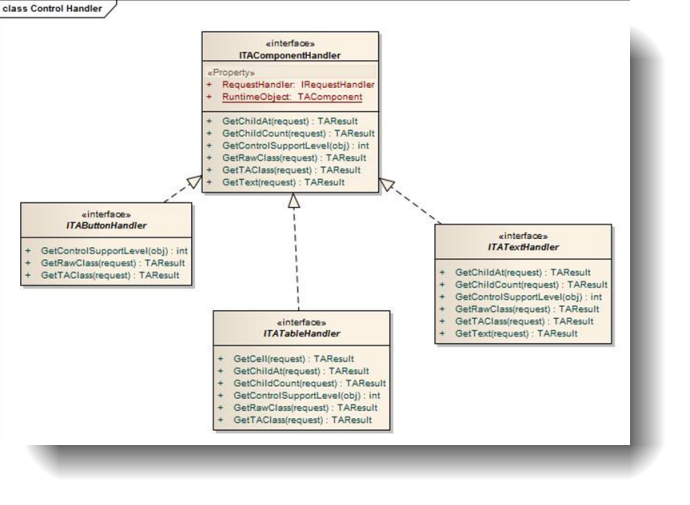 class Control Handler
«interface»
ITAComponentHandler
«Property»
+ RequestHandler: IRequestHandler
+ RuntimeObject: TAComponent
+ GetChildAt(request) : TAResult
+ GetChildCount(request) : TAResult
+ GetControlSupportLevel(obj) : int
+ GetRawClass(request) : TAResult
+ GetTAClass(request) : TAResult
+ GetText(request) : TAResult
«interface»
ITAButtonHandler
+ GetControlSupportLevel(obj) : int
+ GetRawClass(request) : TAResult
+ GetTAClass(request) : TAResult
«interface»
ITATextHandler
+ GetChildAt(request) : TAResult
+ GetChildCount(request) : TAResult
+ GetControlSupportLevel(obj) : int
+ GetRawClass(request) : TAResult
+ GetTAClass(request) : TAResult
+ GetText(request) : TAResult
«interface»
ITATableHandler
+ GetCell(request) : TAResult
+ GetChildAt(request) : TAResult
+ GetChildCount(request) : TAResult
+ GetControlSupportLevel(obj) : int
+ GetRawClass(request) : TAResult
+ GetTAClass(request) : TAResult